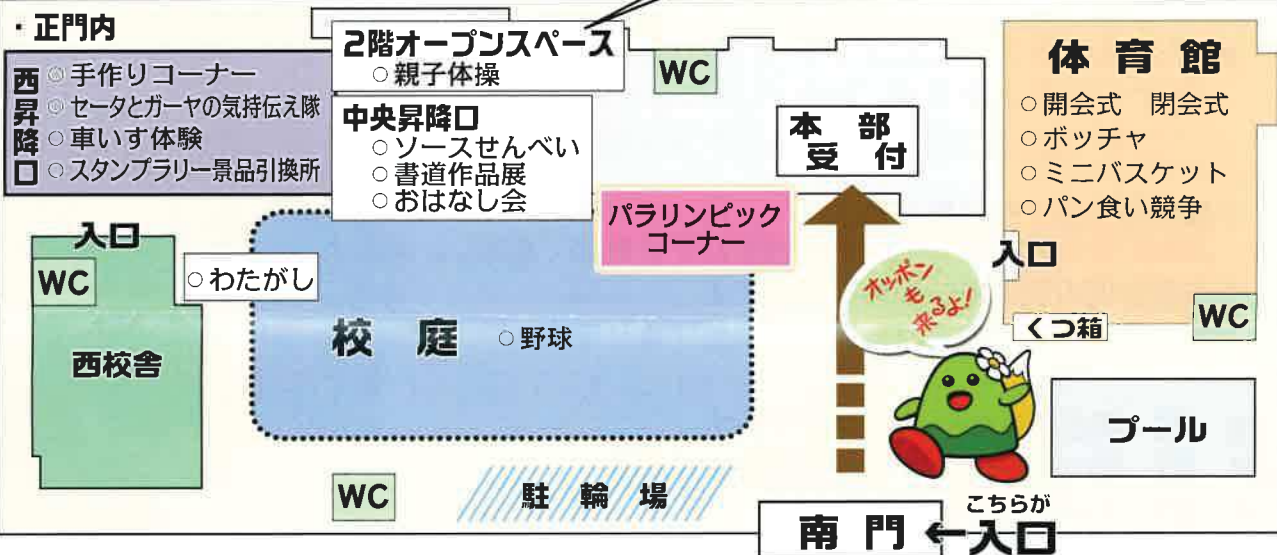 ・正門内
西昇降口
○手作りコーナー
○セータとガーヤの気持伝え隊
○車いす体験
○スタンプラリー景品引換所
2階オープンスペース
○親子体操
中央昇降口
○ソースせんべい
○書道作品展
○おはなし会
WC
本部
受付
体育館
○開会式　閉会式
○ボッチャ
○ミニバスケット
○パン食い競争
入口
くつ箱
WC
パラリンピック
コーナー
入口
WC
西校舎
○わたがし
校庭
○野球
オッポン
も
来るよ!
プール
WC
駐輪場
南門
←
こちらが
入口